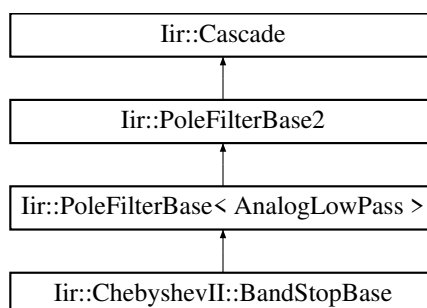 Iir::Cascade
Iir::PoleFilterBase2
Iir::PoleFilterBase< AnalogLowPass >
Iir::ChebyshevII::BandStopBase